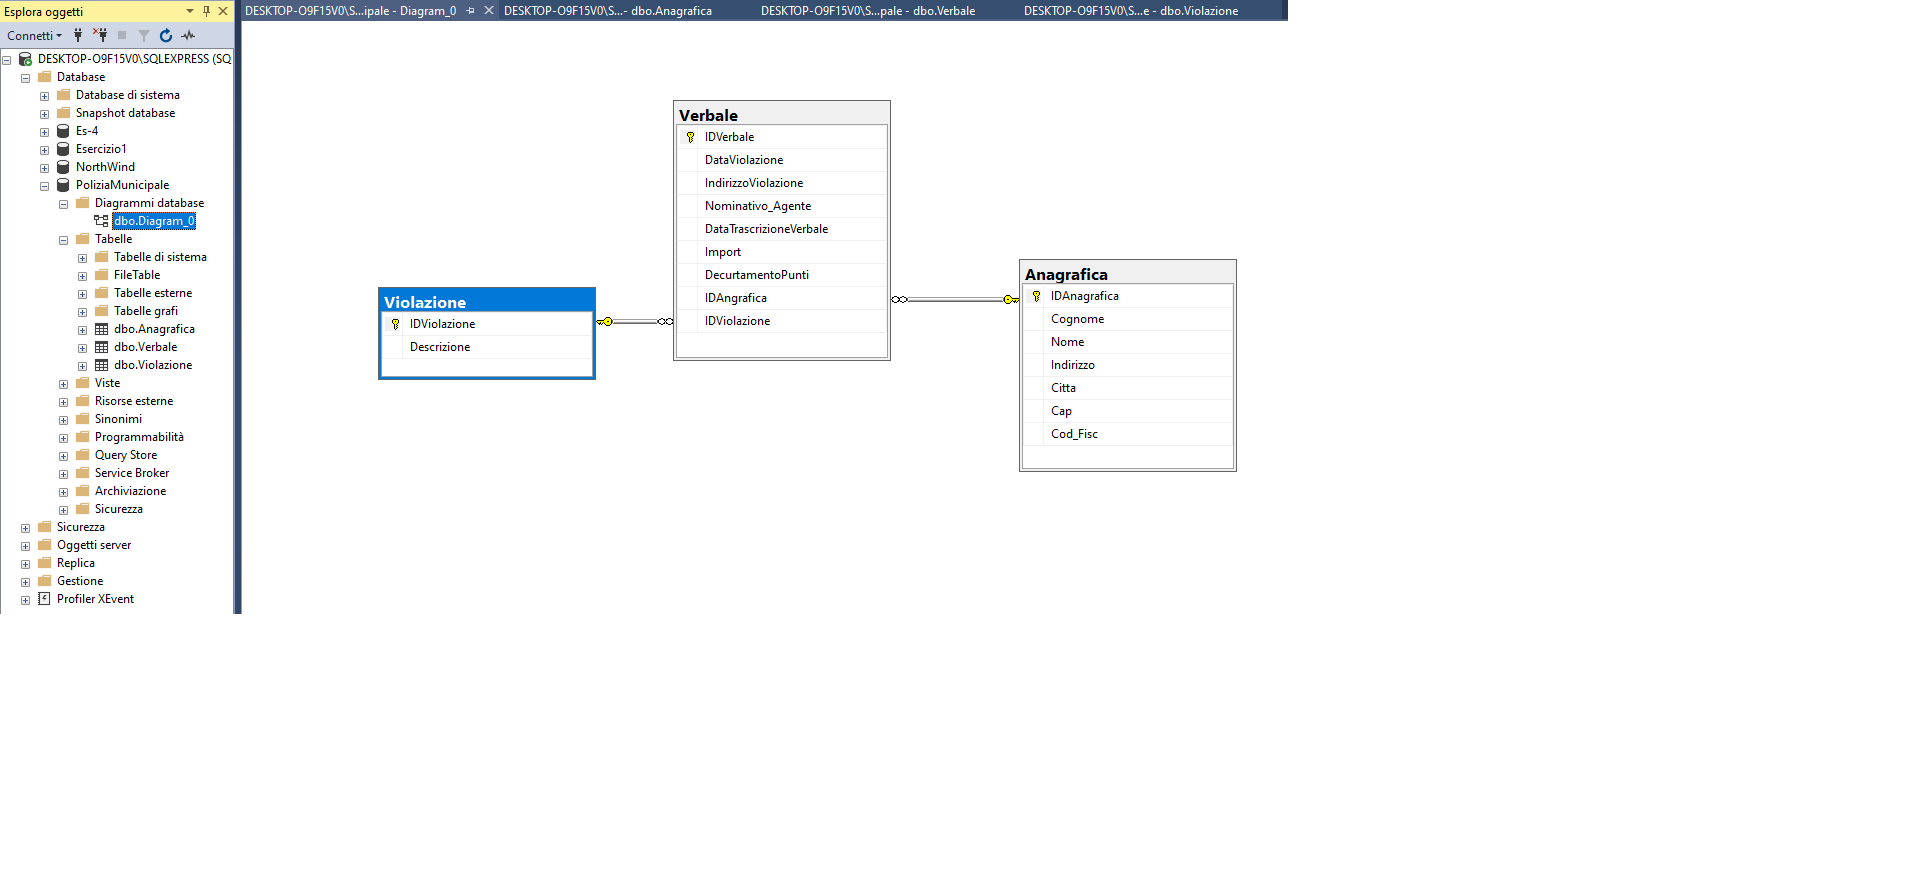 Esplora oggetti
Connetti
DESKTOP-O9F15V0\SQLEXPRESS (SQ
Database
Database di sistema
Snapshot database
Es-4
Esercizio1
NorthWind
PoliziaMunicipale
Diagrammi database
dbo.Diagram_0
Tabelle
Tabelle di sistema
FileTable
Tabelle esterne
Tabelle grafi
dbo.Anagrafica
dbo.Verbale
dbo.Violazione
Viste
Risorse esterne
Sinonimi
Programmabilità
Query Store
Service Broker
Archiviazione
Sicurezza
Sicurezza
Oggetti server
Replica
Gestione
Profiler XEvent
DESKTOP-O9F15V0\S...ipale - Diagram_0
DESKTOP-O9F15V0\S...- dbo.Anagrafica
DESKTOP-O9F15V0\S...pale - dbo.Verbale
DESKTOP-O9F15V0\S...e - dbo.Violazione
Violazione
IDViolazione
Descrizione
Verbale
IDVerbale
DataViolazione
IndirizzoViolazione
Nominativo_Agente
DataTrascrizioneVerbale
Import
DecurtamentoPunti
IDAngrafica
IDViolazione
Anagrafica
IDAnagrafica
Cognome
Nome
Indirizzo
Citta
Cap
Cod_Fisc